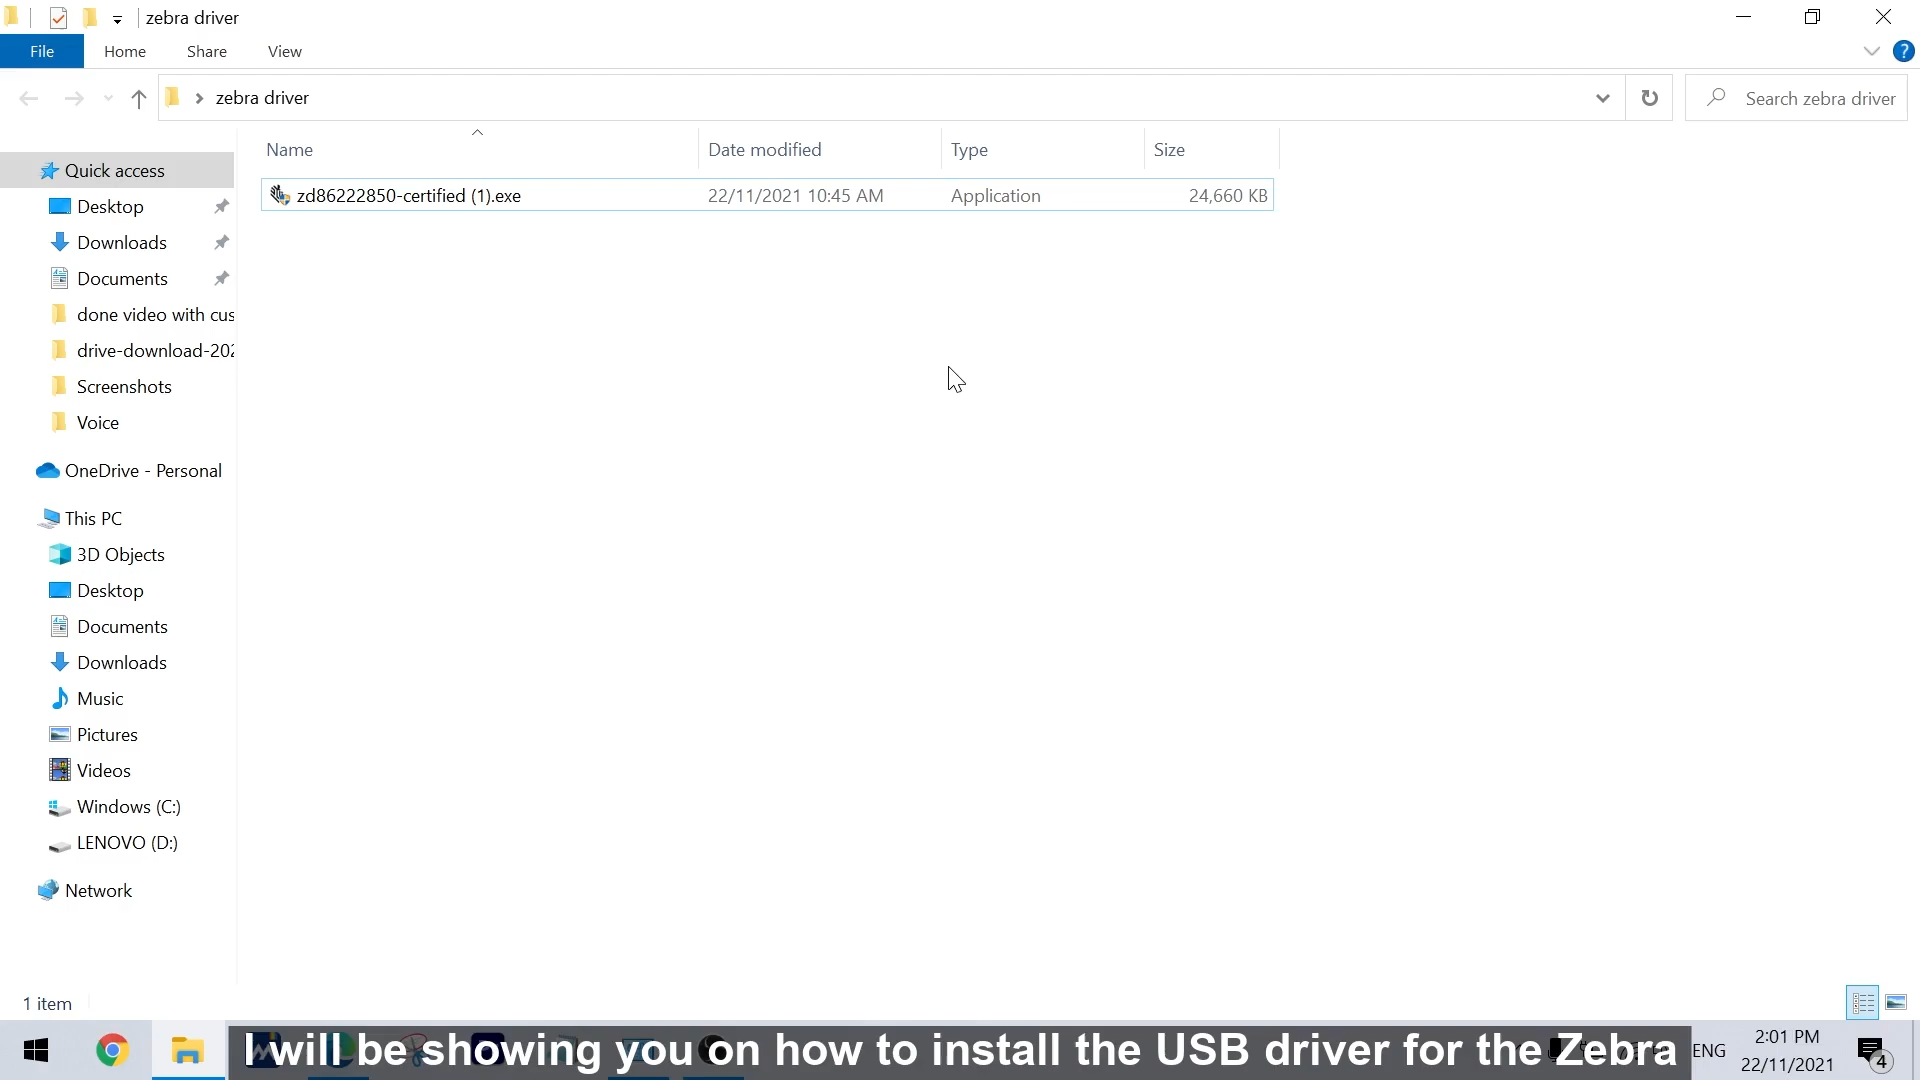 zebra driver
File Home Share View
zebra driver
Search zebra driver
Name Date modified Type Size
zd86222850-certified (1).exe 22/11/2021 10:45 AM Application 24,660 KB
Quick access
Desktop
Downloads
Documents
done video with cus
drive-download-202
Screenshots
Voice
OneDrive - Personal
This PC
3D Objects
Desktop
Documents
Downloads
Music
Pictures
Videos
Windows (C:)
LENOVO (D:)
Network
1 item
I will be showing you on how to install the USB driver for the Zebra
ENG
2:01 PM
22/11/2021
4